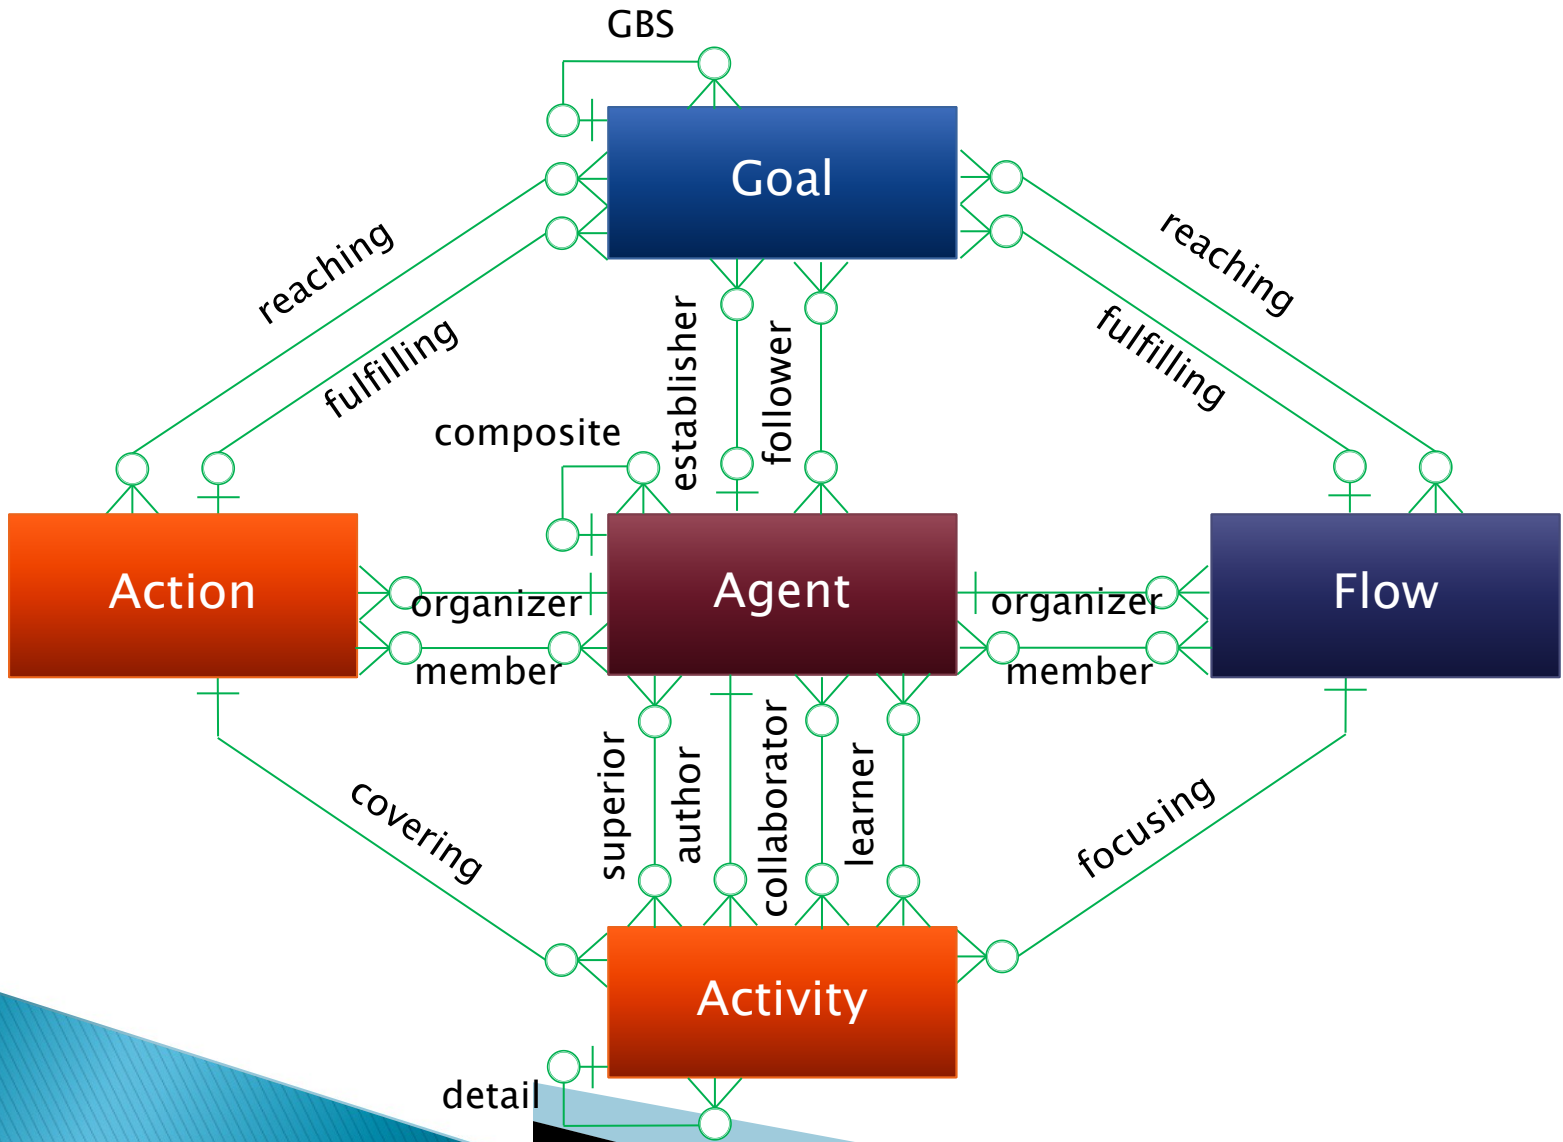 GBS
Goal
reaching
reaching
fulfilling
fulfilling
establisher
follower
composite
Action
Agent
Flow
organizer
organizer
member
member
superior
author
collaborator
learner
covering
focusing
Activity
detail